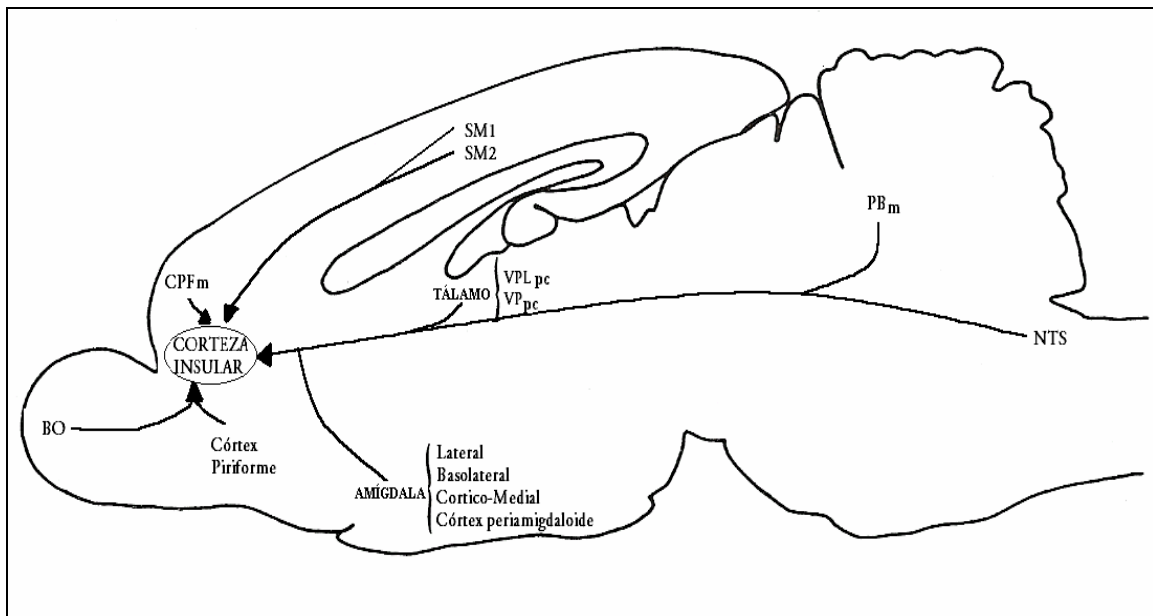 SM1
SM2
PBm
CPFm
TÁLAMO
VPL pc
VPpc
CORTEZA
INSULAR
NTS
BO
Córtex
Piriforme
AMÍGDALA
Lateral
Basolateral
Cortico-Medial
Córtex periamigdaloide